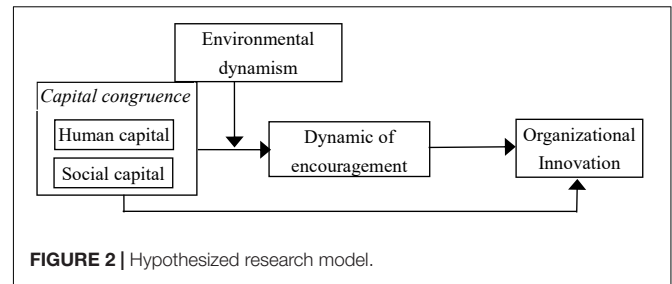 Environmental
dynamism
Capital congruence
Human capital
Social capital
Dynamic of
encouragement
Organizational
Innovation
FIGURE 2 | Hypothesized research model.